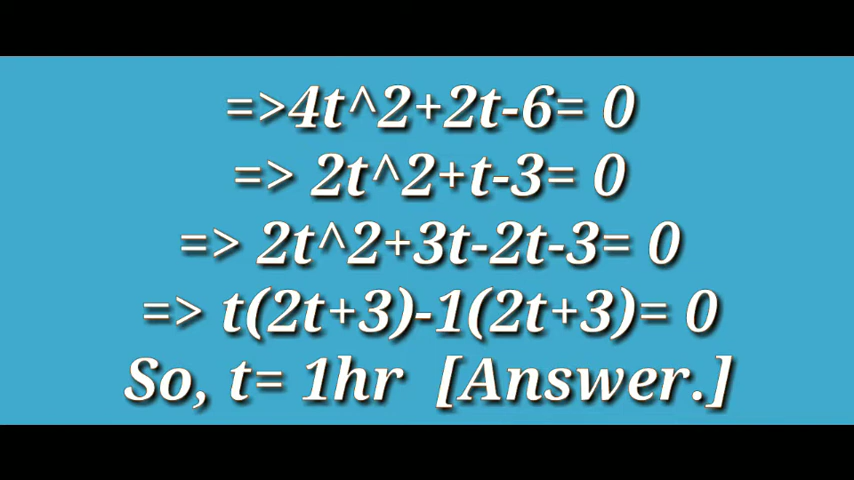 =>4t^2+2t-6= 0
=> 2t^2+t-3= 0
=> 2t^2+3t-2t-3= 0
=> t(2t+3)-1(2t+3)= 0
So, t= 1hr [Answer.]